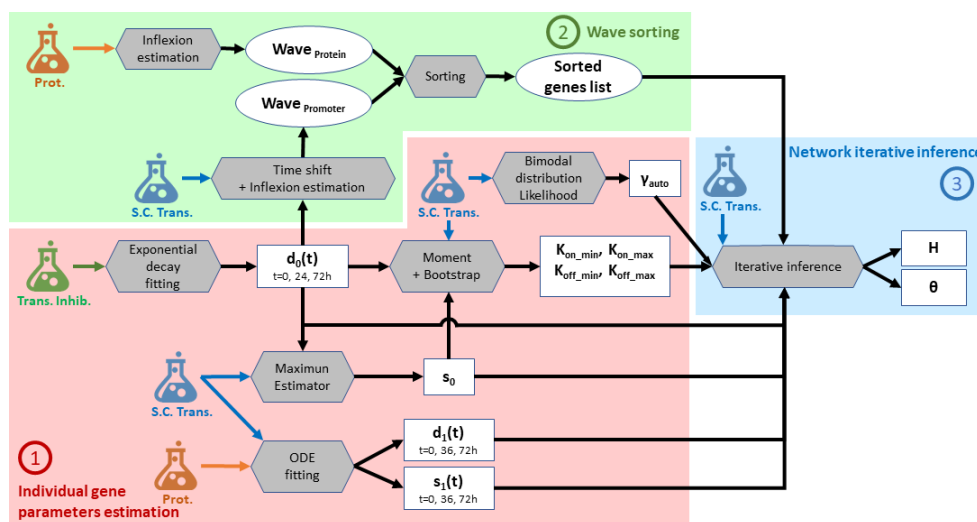 2 Wave sorting
Inflexion
estimation
Prot.
Wave Protein
Wave Promoter
Sorting
Sorted
genes list
Time shift
+ Inflexion estimation
S.C. Trans.
Network iterative inference
3
S.C. Trans.
S.C. Trans.
Bimodal
distribution
Likelihood
γauto
Exponential
decay
fitting
Trans. Inhib.
d0(t)
t=0, 24, 72h
Moment
+ Bootstrap
Kon_min, Kon_max
Koff_min, Koff_max
Iterative inference
H
θ
Maximun
Estimator
S.C. Trans.
s0
ODE
fitting
Prot.
d1(t)
t=0, 36, 72h
s1(t)
t=0, 36, 72h
1
Individual gene
parameters estimation